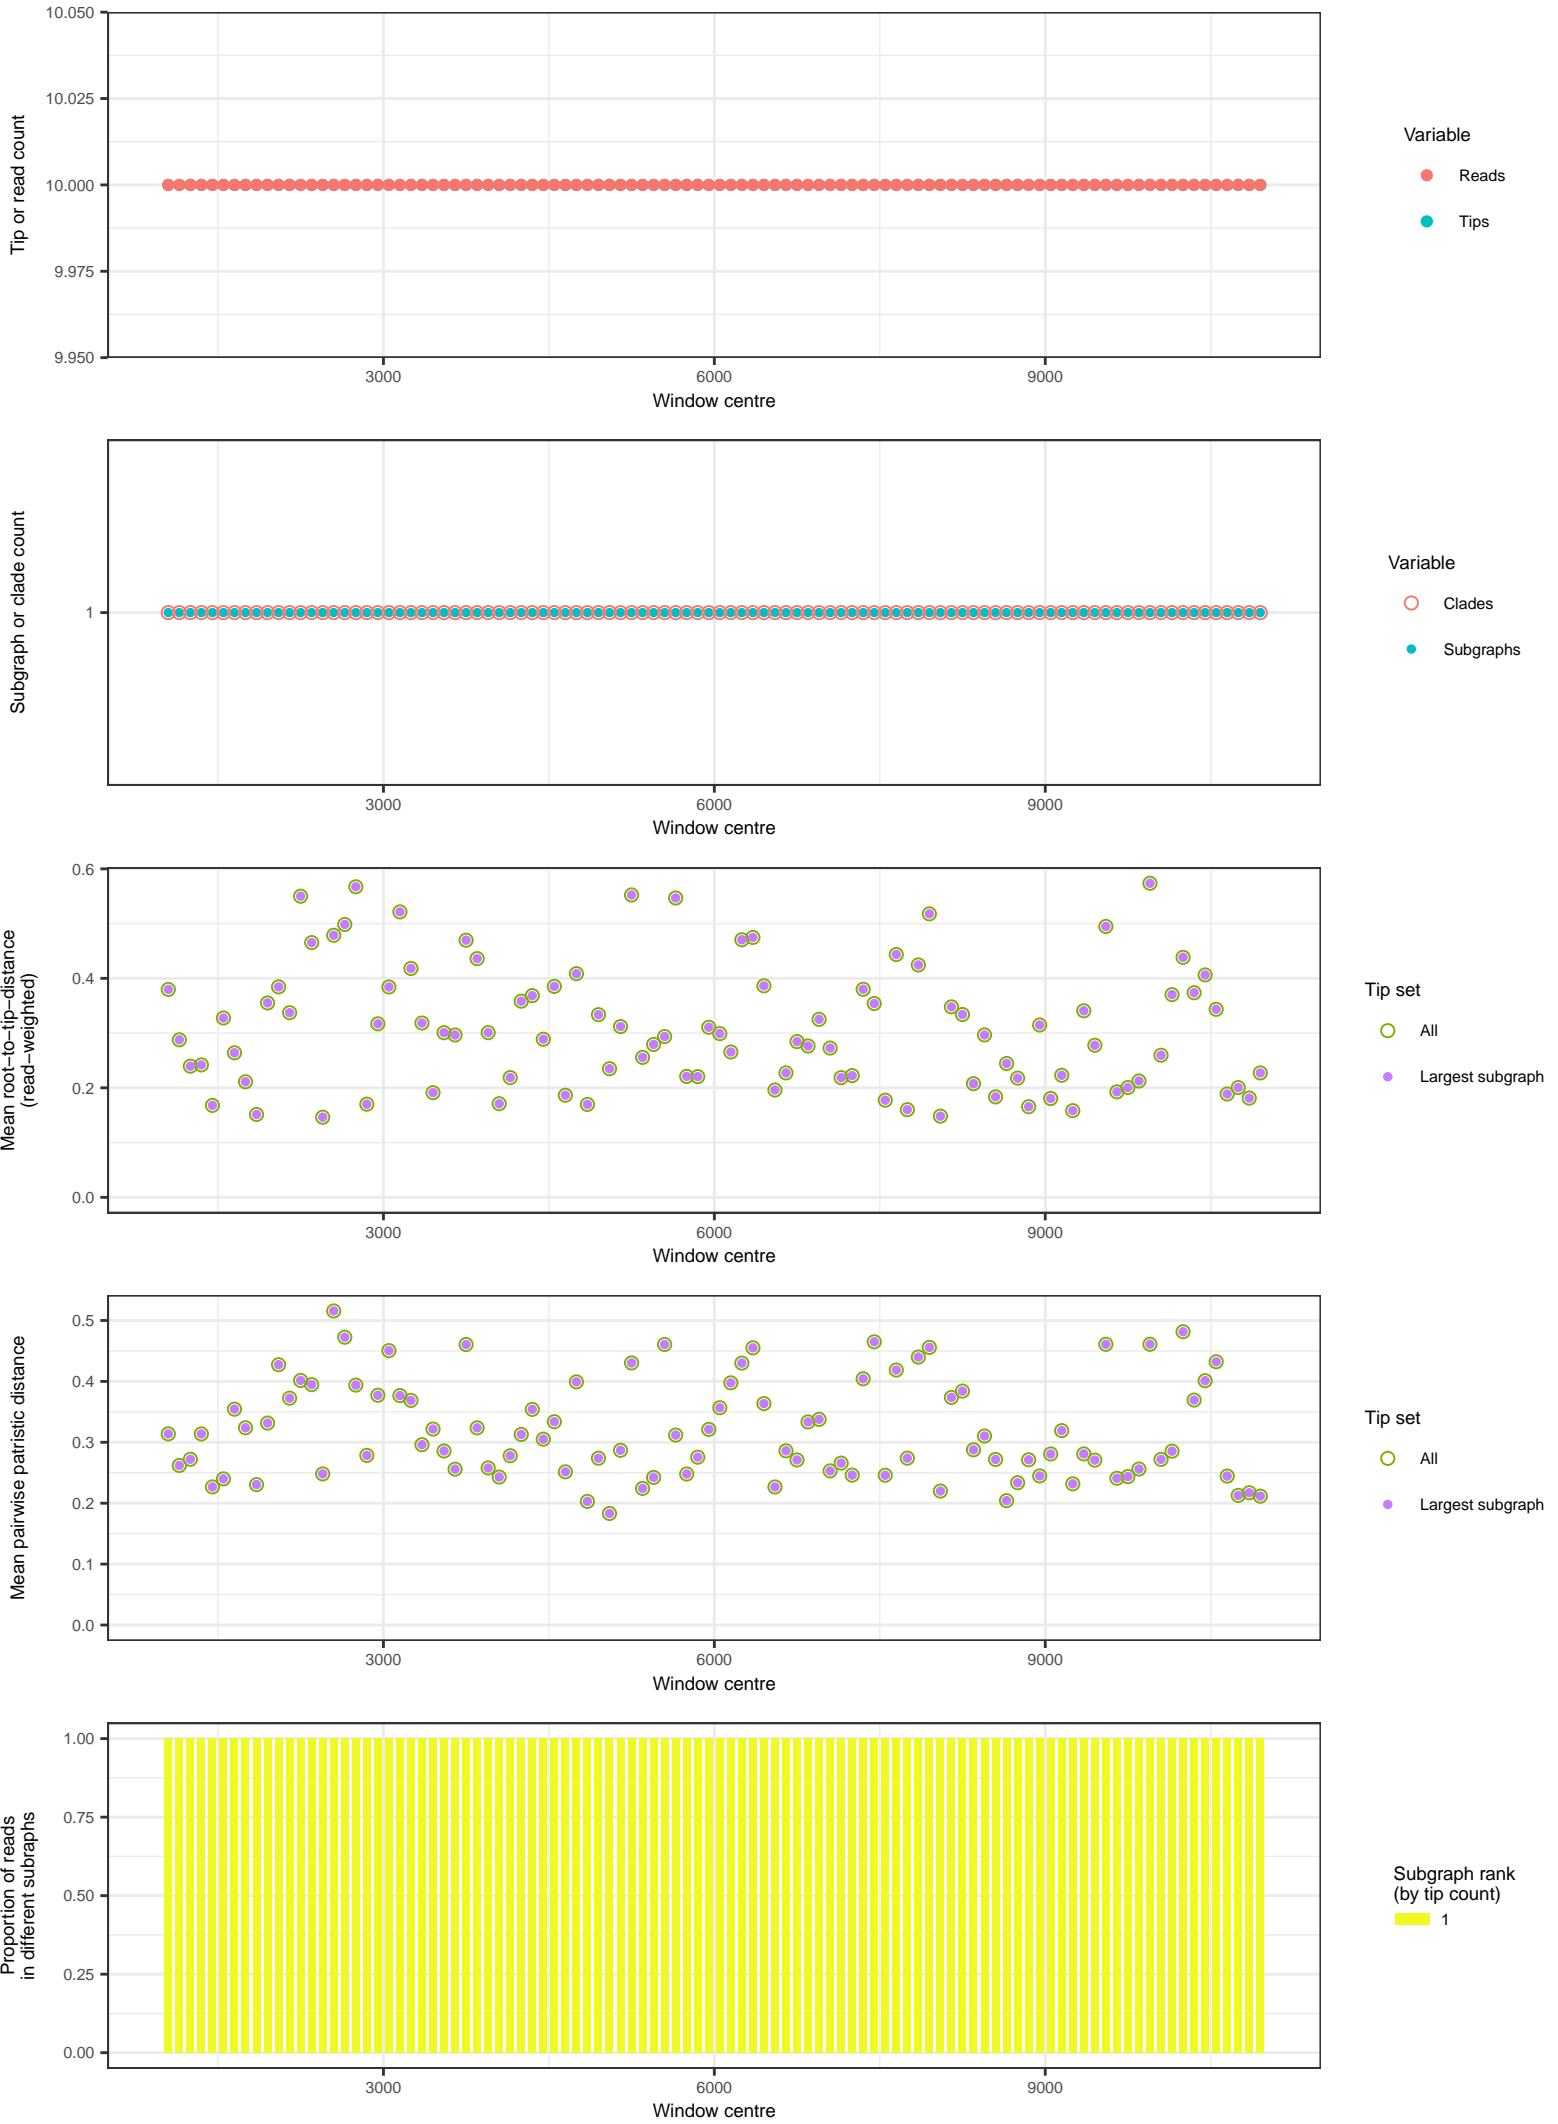 10.050
10.025
10.000
9.975
9.950
Tip or read count
3000
6000
9000
Window centre
Variable
Reads
Tips
1
Subgraph or clade count
3000
6000
9000
Window centre
Variable
Clades
Subgraphs
0.6
0.4
0.2
0.0
Mean root−to−tip−distance
(read−weighted)
3000
6000
9000
Window centre
Tip set
All
Largest subgraph
0.5
0.4
0.3
0.2
0.1
0.0
Mean pairwise patristic distance
3000
6000
9000
Window centre
Tip set
All
Largest subgraph
1.00
0.75
0.50
0.25
0.00
Proportion of reads
in different subraphs
3000
6000
9000
Window centre
Subgraph rank
(by tip count)
1